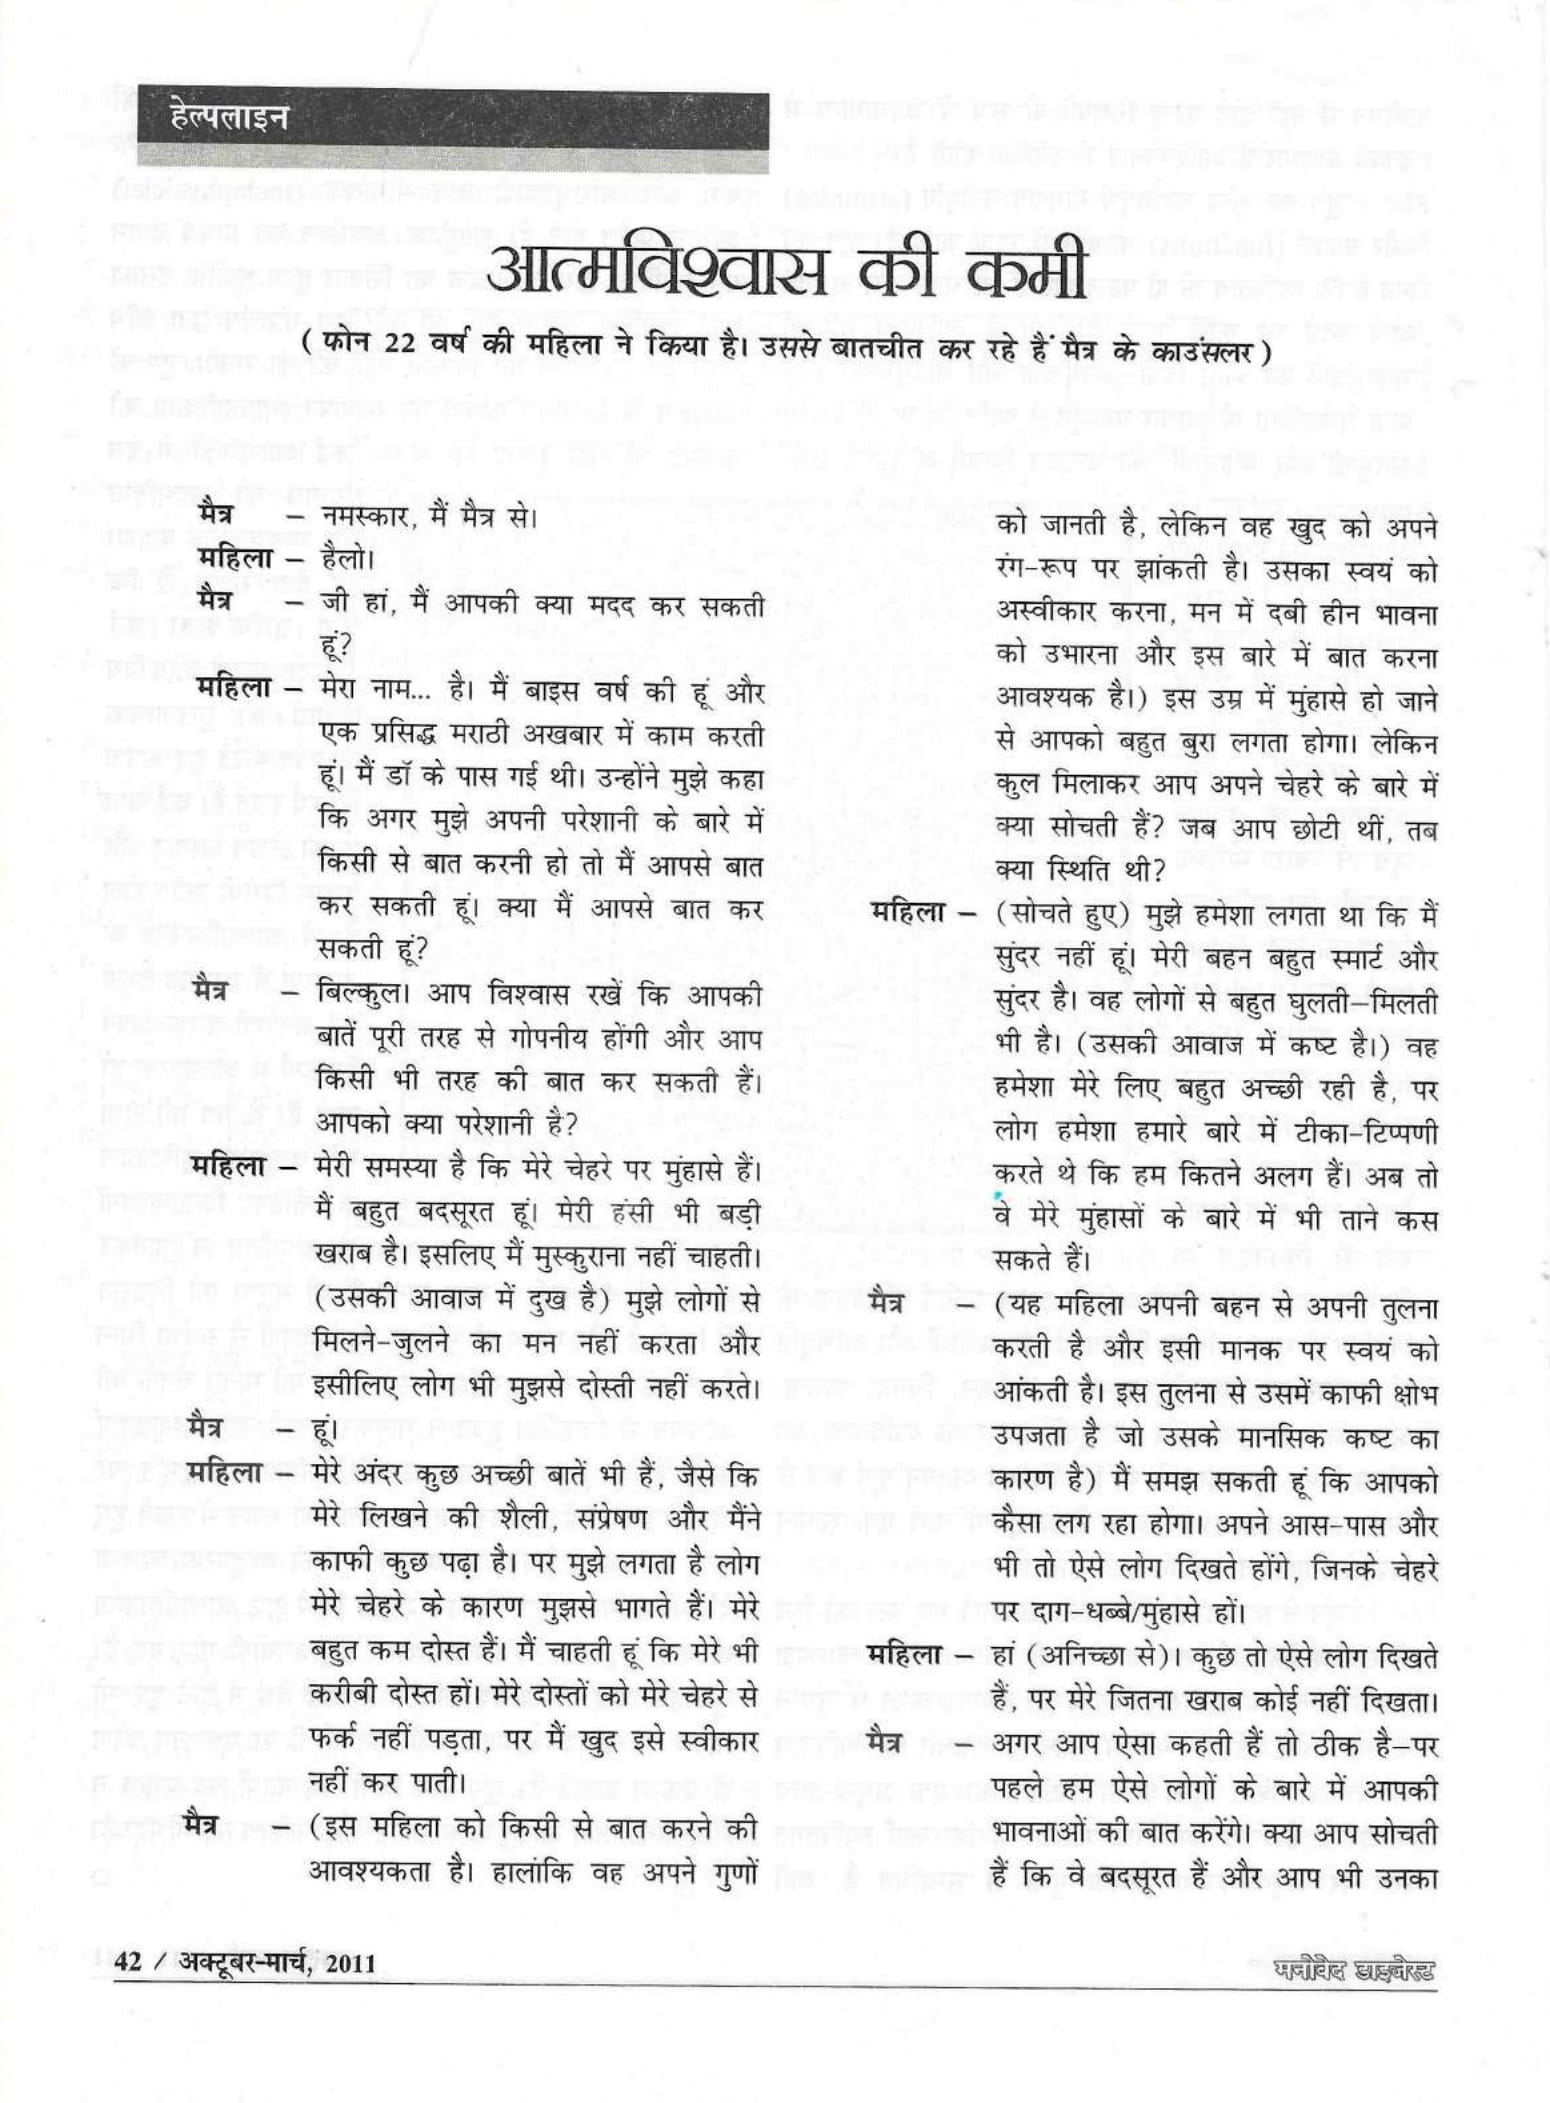 हेल्पलाइन
आत्मविश्वास की कमी
( फोन 22 वर्ष की महिला ने किया है। उससे बातचीत कर रहे हैं मैत्र के काउंसलर )
मैत्र – नमस्कार, मैं मैत्र से।
महिला – हैलो।
मैत्र – जी हां, मैं आपकी क्या मदद कर सकती
हूं?
महिला – मेरा नाम... है। मैं बाइस वर्ष की हूं और
एक प्रसिद्ध मराठी अखबार में काम करती
हूं। मैं डॉ के पास गई थी। उन्होंने मुझे कहा
कि अगर मुझे अपनी परेशानी के बारे में
किसी से बात करनी हो तो मैं आपसे बात
कर सकती हूं। क्या मैं आपसे बात कर
सकती हूं?
मैत्र – बिल्कुल। आप विश्वास रखें कि आपकी
बातें पूरी तरह से गोपनीय होंगी और आप
किसी भी तरह की बात कर सकती हैं।
आपको क्या परेशानी है?
महिला – मेरी समस्या है कि मेरे चेहरे पर मुंहासे हैं।
मैं बहुत बदसूरत हूं। मेरी हंसी भी बड़ी
खराब है। इसलिए मैं मुस्कुराना नहीं चाहती।
(उसकी आवाज में दुख है) मुझे लोगों से
मिलने-जुलने का मन नहीं करता और
इसीलिए लोग भी मुझसे दोस्ती नहीं करते।
मैत्र – हूं।
महिला – मेरे अंदर कुछ अच्छी बातें भी हैं, जैसे कि
मेरे लिखने की शैली, संप्रेषण और मैंने
काफी कुछ पढ़ा है। पर मुझे लगता है लोग
मेरे चेहरे के कारण मुझसे भागते हैं। मेरे
बहुत कम दोस्त हैं। मैं चाहती हूं कि मेरे भी
करीबी दोस्त हों। मेरे दोस्तों को मेरे चेहरे से
फर्क नहीं पड़ता, पर मैं खुद इसे स्वीकार
नहीं कर पाती।
मैत्र – (इस महिला को किसी से बात करने की
आवश्यकता है। हालांकि वह अपने गुणों
को जानती है, लेकिन वह खुद को अपने
रंग-रूप पर झांकती है। उसका स्वयं को
अस्वीकार करना, मन में दबी हीन भावना
को उभारना और इस बारे में बात करना
आवश्यक है।) इस उम्र में मुंहासे हो जाने
से आपको बहुत बुरा लगता होगा। लेकिन
कुल मिलाकर आप अपने चेहरे के बारे में
क्या सोचती हैं? जब आप छोटी थीं, तब
क्या स्थिति थी?
महिला – (सोचते हुए) मुझे हमेशा लगता था कि मैं
सुंदर नहीं हूं। मेरी बहन बहुत स्मार्ट और
सुंदर है। वह लोगों से बहुत घुलती-मिलती
भी है। (उसकी आवाज में कष्ट है।) वह
हमेशा मेरे लिए बहुत अच्छी रही है, पर
लोग हमेशा हमारे बारे में टीका-टिप्पणी
करते थे कि हम कितने अलग हैं। अब तो
वे मेरे मुंहासों के बारे में भी ताने कस
सकते हैं।
मैत्र – (यह महिला अपनी बहन से अपनी तुलना
करती है और इसी मानक पर स्वयं को
आंकती है। इस तुलना से उसमें काफी क्षोभ
उपजता है जो उसके मानसिक कष्ट का
कारण है) मैं समझ सकती हूं कि आपको
कैसा लग रहा होगा। अपने आस-पास और
भी तो ऐसे लोग दिखते होंगे, जिनके चेहरे
पर दाग-धब्बे/मुंहासे हों।
महिला – हां (अनिच्छा से)। कुछ तो ऐसे लोग दिखते
हैं, पर मेरे जितना खराब कोई नहीं दिखता।
मैत्र – अगर आप ऐसा कहती हैं तो ठीक है-पर
पहले हम ऐसे लोगों के बारे में आपकी
भावनाओं की बात करेंगे। क्या आप सोचती
हैं कि वे बदसूरत हैं और आप भी उनका
42 / अक्टूबर-मार्च, 2011
मनोवेद डाइजेस्ट